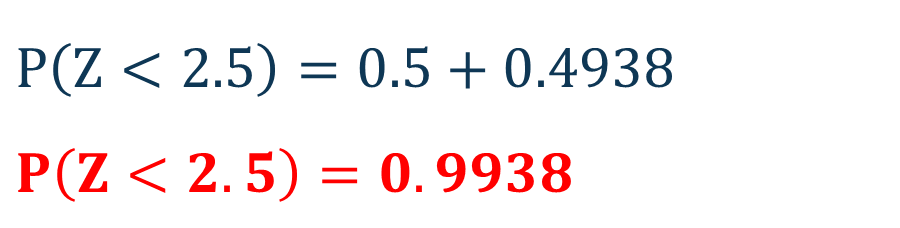 P(Z < 2.5) = 0.5 + 0.4938
P(Z < 2.5) = 0.9938